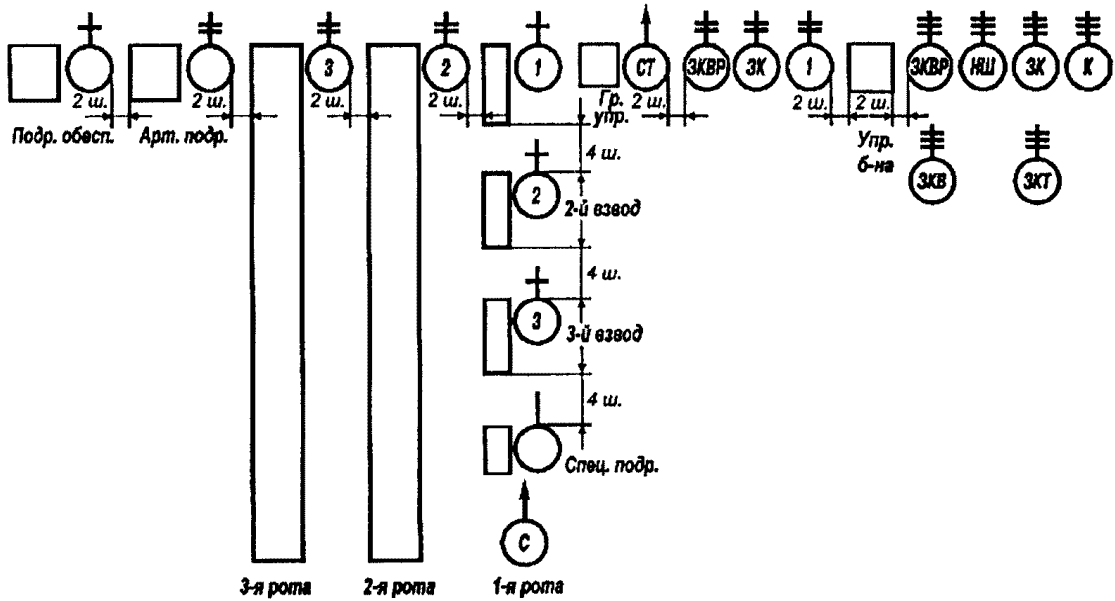 3 2 1 СТ ЗКВР ЗК 1 ЗКВР НШ ЗК К
2 ш. 2 ш. 2 ш. 2 ш. Гр. упр. 2 ш. 2 ш. 2 ш.
Подр. обесп. Арт. подр. Упр. б-на
4 ш.
2 ЗКВ ЗКТ
2-й взвод
4 ш.
3
3-й взвод
4 ш.
Спец. подр.
С
3-я рота 2-я рота 1-я рота